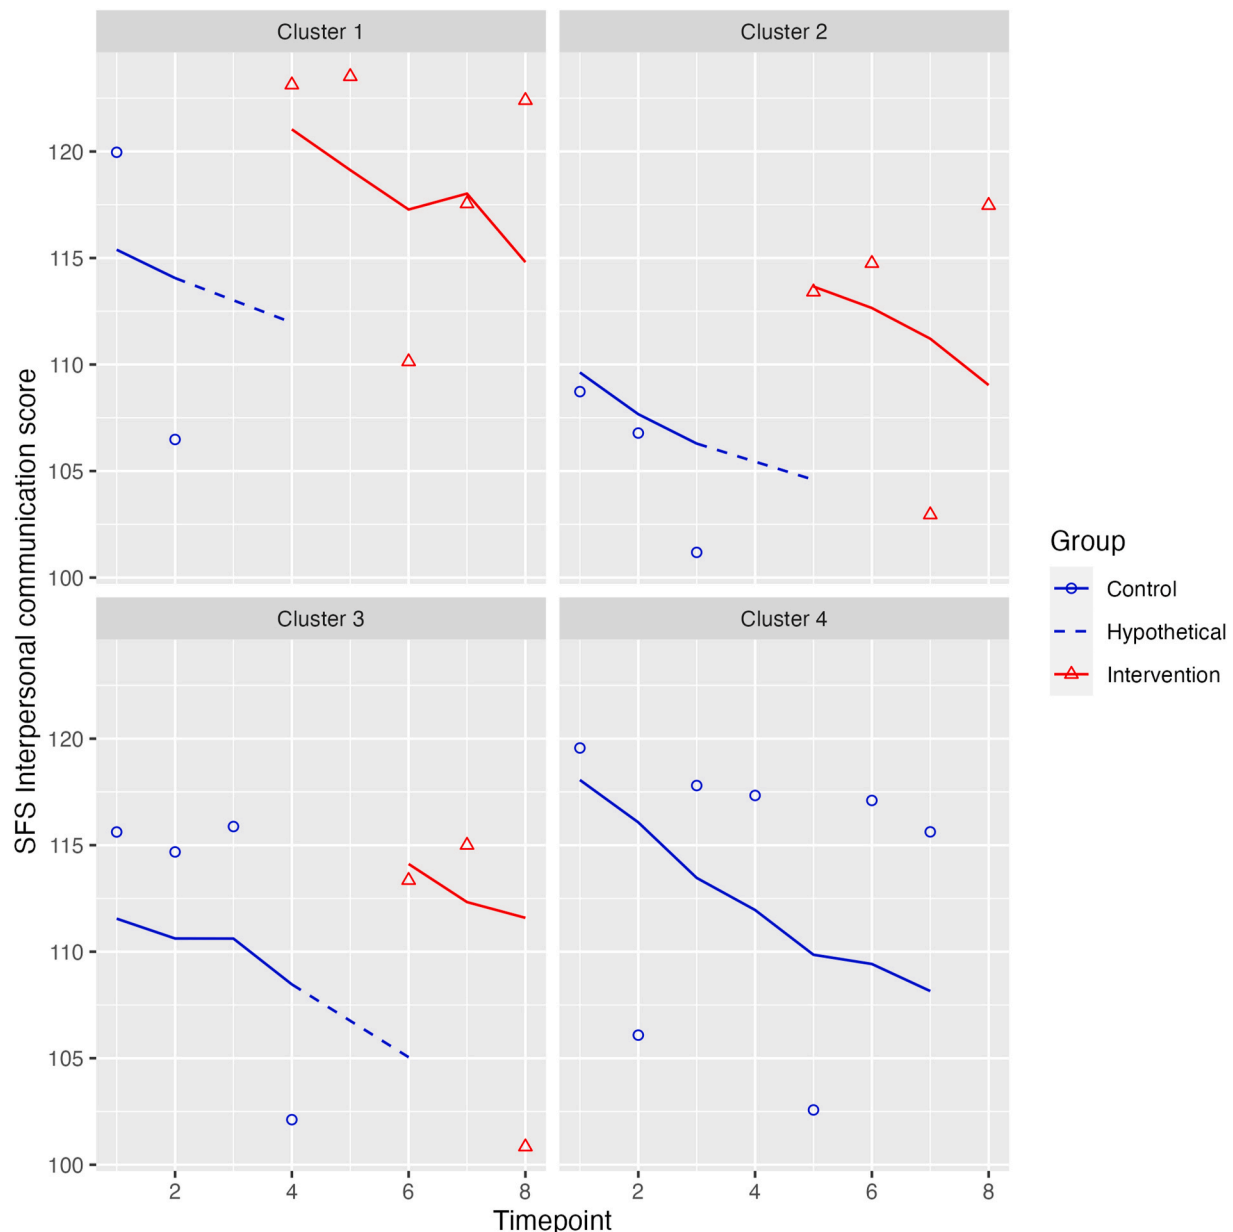 Cluster 1
Cluster 2
120
115
110
105
100
Cluster 3
Cluster 4
120
115
110
105
100
2 4 6 8
2 4 6 8
Timepoint
SFS Interpersonal communication score
Group
Control
Hypothetical
Intervention